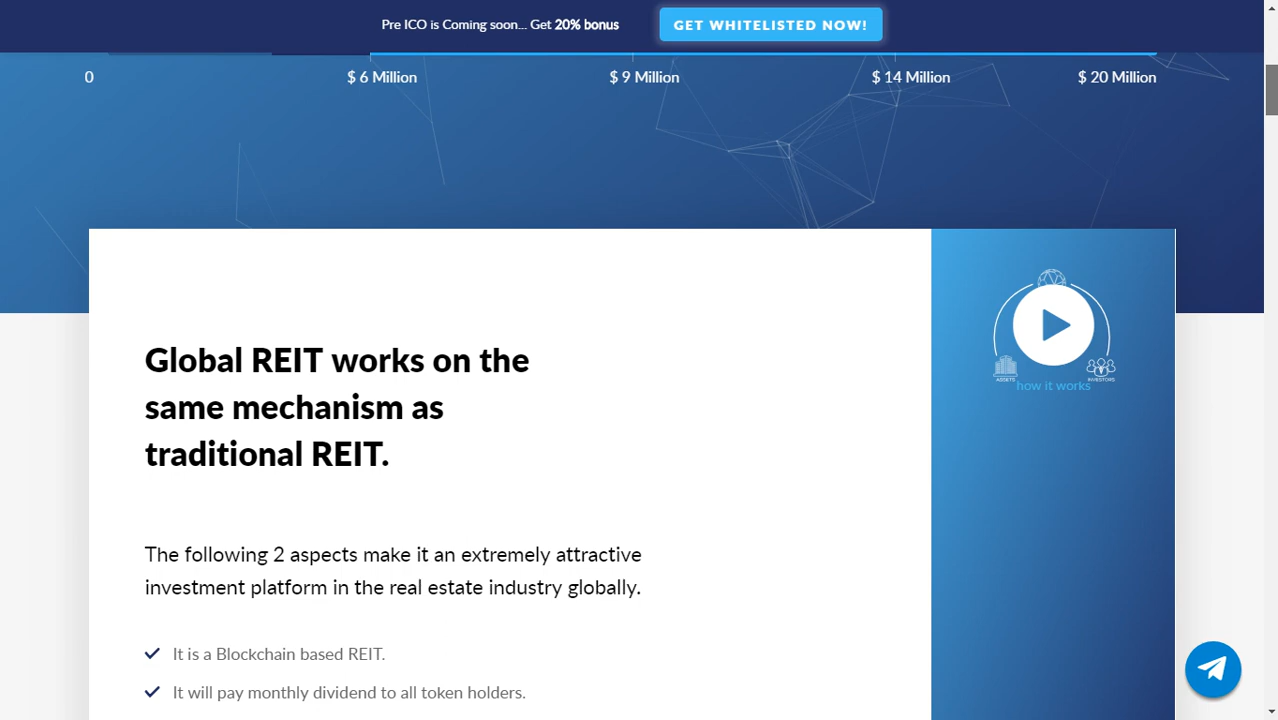 Pre ICO is Coming soon... Get 20% bonus
GET WHITELISTED NOW!
0
$ 6 Million
$ 9 Million
$ 14 Million
$ 20 Million
Global REIT works on the
same mechanism as
traditional REIT.
ASSETS
INVESTORS
how it works
The following 2 aspects make it an extremely attractive
investment platform in the real estate industry globally.
It is a Blockchain based REIT.
It will pay monthly dividend to all token holders.